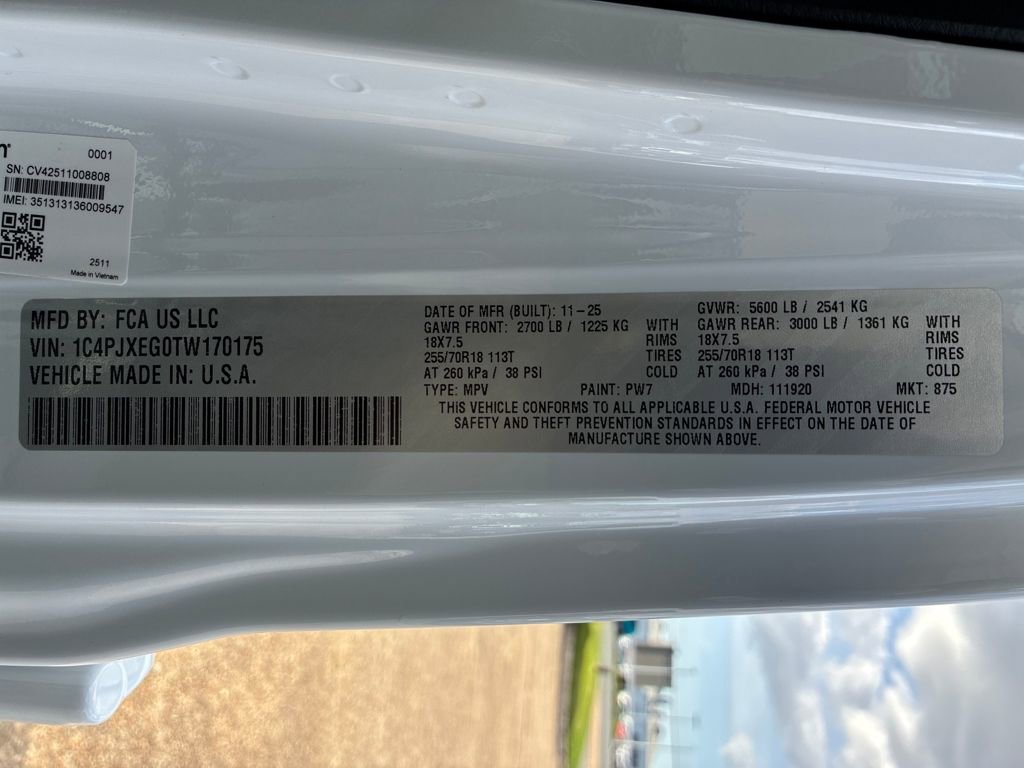 0001
SN: CV42511008808
IMEI: 351313136009547
2511
Made in Vietnam
MFD BY: FCA US LLC
VIN: 1C4PJXEG0TW170175
VEHICLE MADE IN: U.S.A.
DATE OF MFR (BUILT): 11-25
GAWR FRONT: 2700 LB / 1225 KG WITH
18X7.5 RIMS
255/70R18 113T TIRES
AT 260 kPa / 38 PSI COLD
GVWR: 5600 LB / 2541 KG
GAWR REAR: 3000 LB / 1361 KG WITH
18X7.5 RIMS
255/70R18 113T TIRES
AT 260 kPa / 38 PSI COLD
TYPE: MPV PAINT: PW7 MDH: 111920 MKT: 875
THIS VEHICLE CONFORMS TO ALL APPLICABLE U.S.A. FEDERAL MOTOR VEHICLE
SAFETY AND THEFT PREVENTION STANDARDS IN EFFECT ON THE DATE OF
MANUFACTURE SHOWN ABOVE.